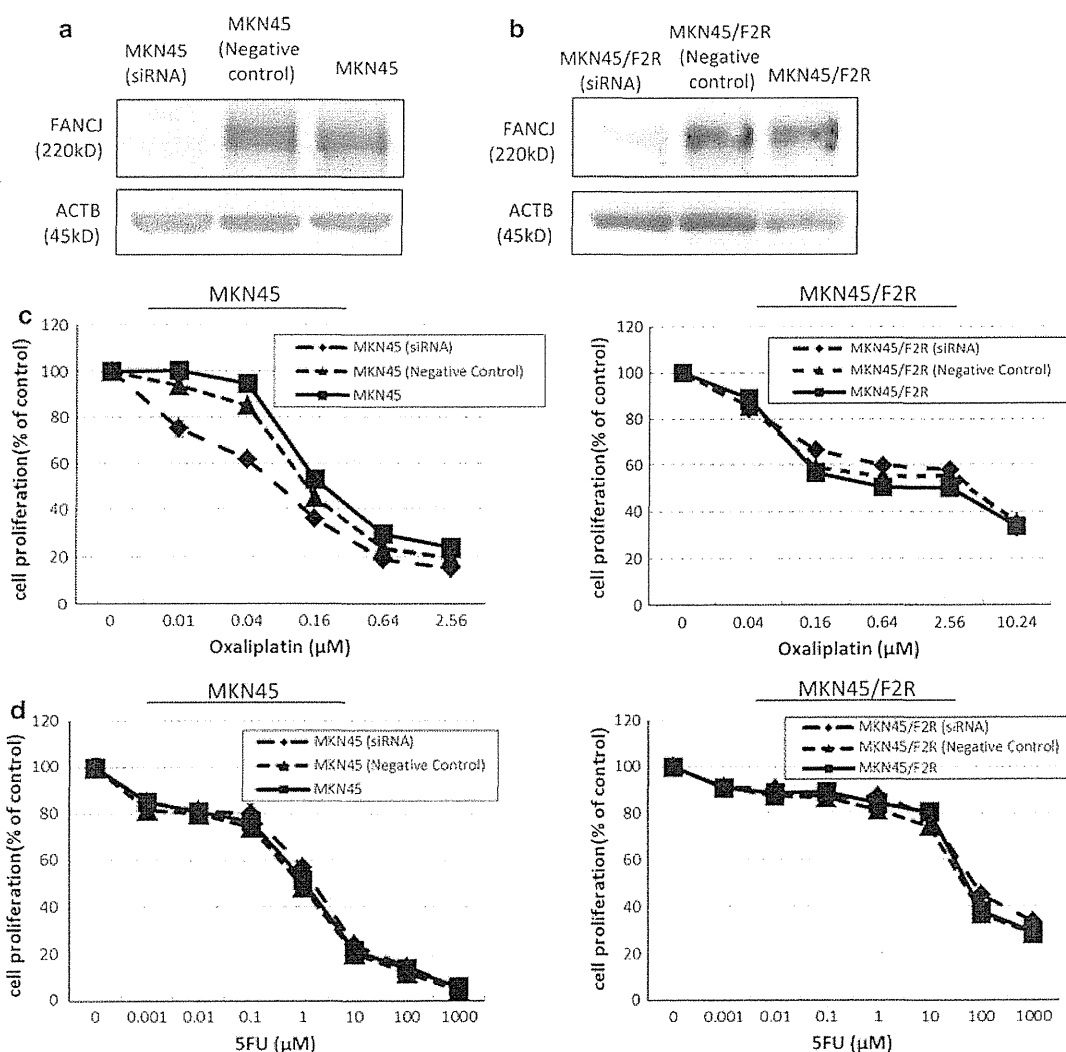 a
MKN45
(siRNA)
MKN45
(Negative
control)
MKN45
FANCJ
(220kD)
ACTB
(45kD)
b
MKN45/F2R
(siRNA)
MKN45/F2R
(Negative
control)
MKN45/F2R
FANCJ
(220kD)
ACTB
(45kD)
c
MKN45
cell proliferation(% of control)
120
100
80
60
40
20
0
MKN45 (siRNA)
MKN45 (Negative Control)
MKN45
0 0.01 0.04 0.16 0.64 2.56
Oxaliplatin (μM)
MKN45/F2R
cell proliferation(% of control)
120
100
80
60
40
20
0
MKN45/F2R (siRNA)
MKN45/F2R (Negative Control)
MKN45/F2R
0 0.04 0.16 0.64 2.56 10.24
Oxaliplatin (μM)
d
MKN45
cell proliferation(% of control)
120
100
80
60
40
20
0
MKN45 (siRNA)
MKN45 (Negative Control)
MKN45
0 0.001 0.01 0.1 1 10 100 1000
5FU (μM)
MKN45/F2R
cell proliferation(% of control)
120
100
80
60
40
20
0
MKN45/F2R (siRNA)
MKN45/F2R (Negative Control)
MKN45/F2R
0 0.001 0.01 0.1 1 10 100 1000
5FU (μM)